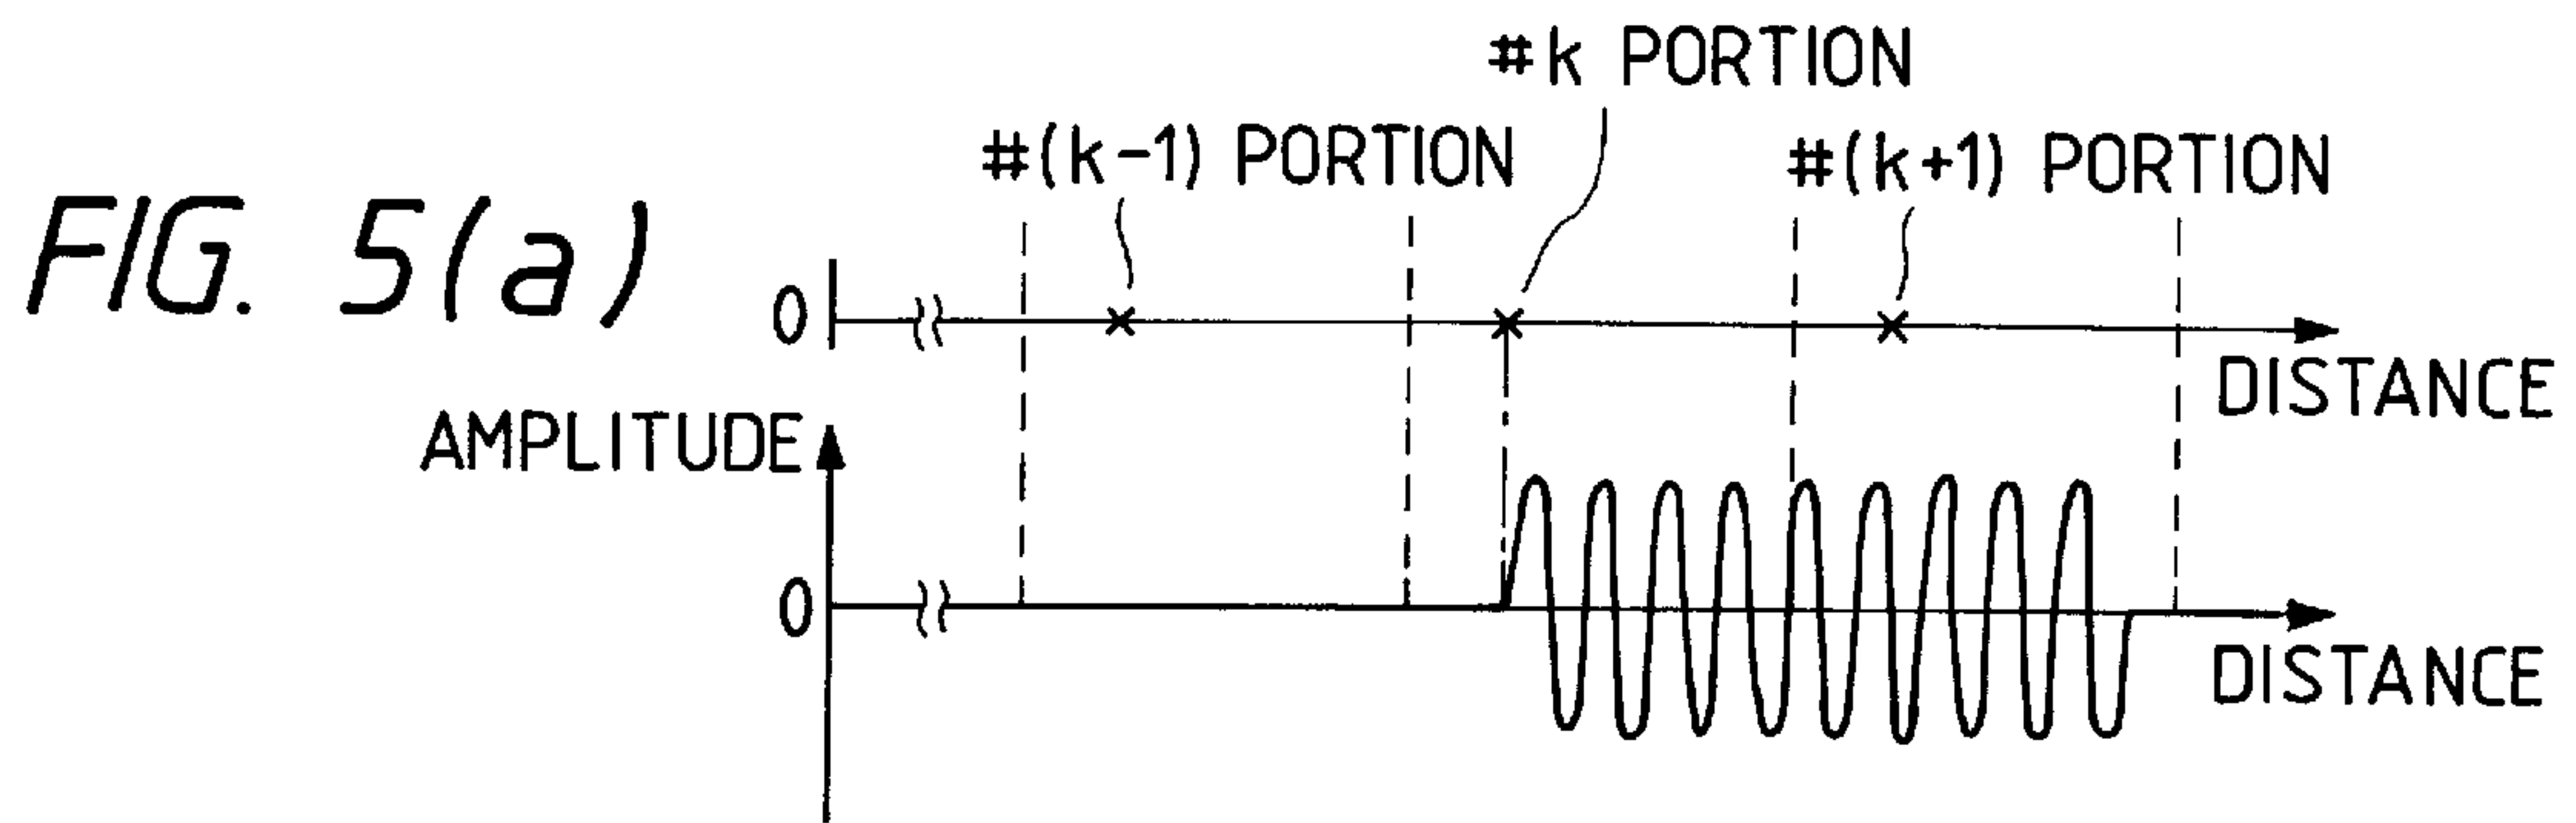 #k PORTION
#(k-1) PORTION
#(k+1) PORTION
FIG. 5(a)
0
DISTANCE
AMPLITUDE
0
DISTANCE